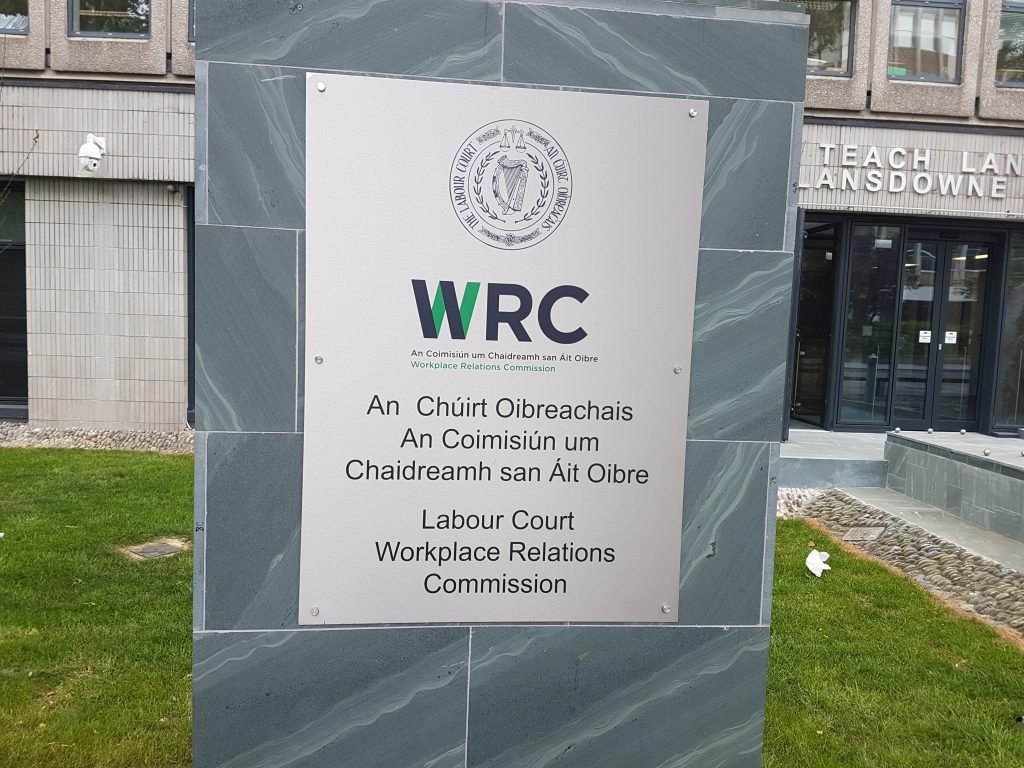 THE LABOUR COURT
AN CHÚIRT OIBREACHAIS
WRC
An Coimisiún um Chaidreamh san Áit Oibre
Workplace Relations Commission
An Chúirt Oibreachais
An Coimisiún um
Chaidreamh san Áit Oibre
Labour Court
Workplace Relations
Commission
TEACH LAN
LANSDOWNE